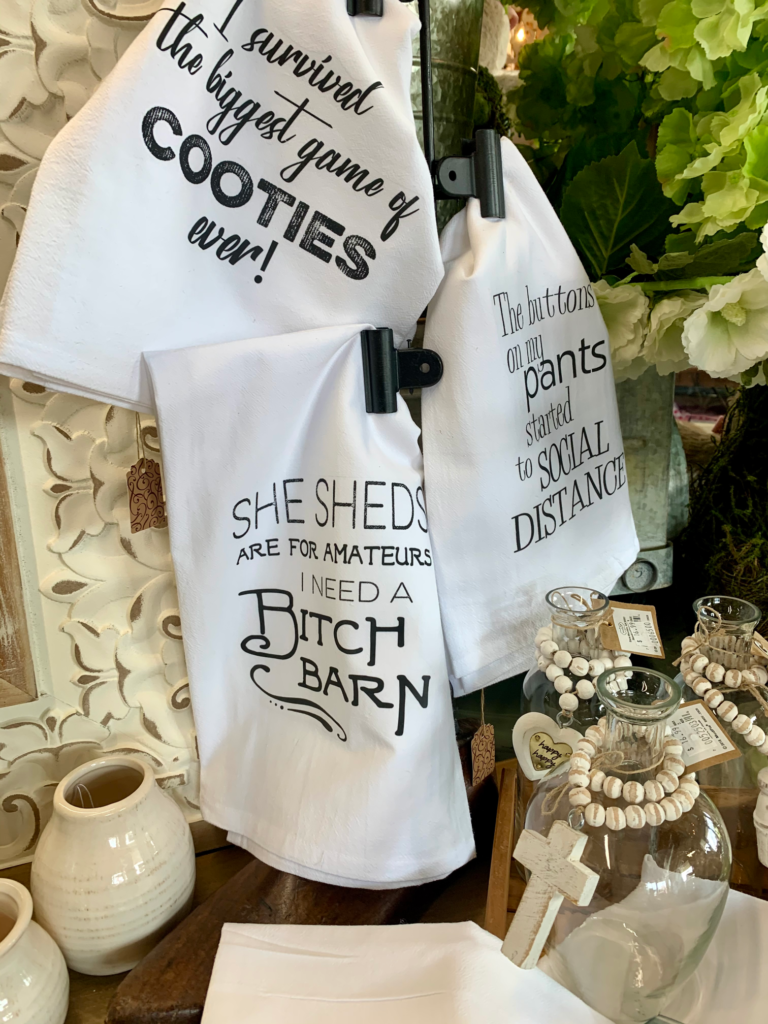 I survived
the biggest game of
COOTIES
ever!
The buttons
on my
pants
started
to SOCIAL
DISTANCE
SHE SHEDS
ARE FOR AMATEURS
I NEED A
BITCH
BARN